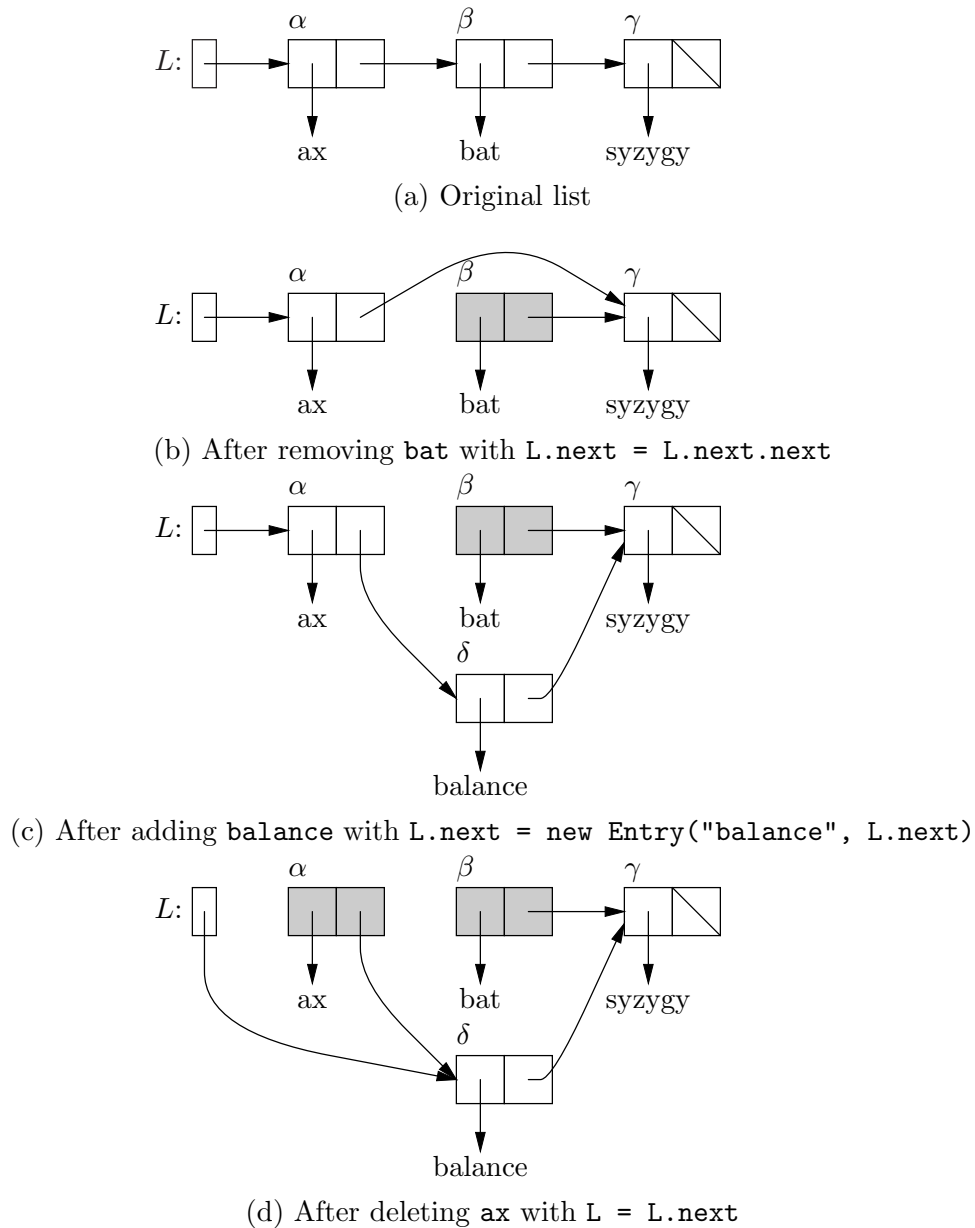 α β γ
L:
ax bat syzygy
(a) Original list
α β γ
L:
ax bat syzygy
(b) After removing bat with L.next = L.next.next
α β γ
L:
ax bat syzygy
δ
balance
(c) After adding balance with L.next = new Entry("balance", L.next)
α β γ
L:
ax bat syzygy
δ
balance
(d) After deleting ax with L = L.next